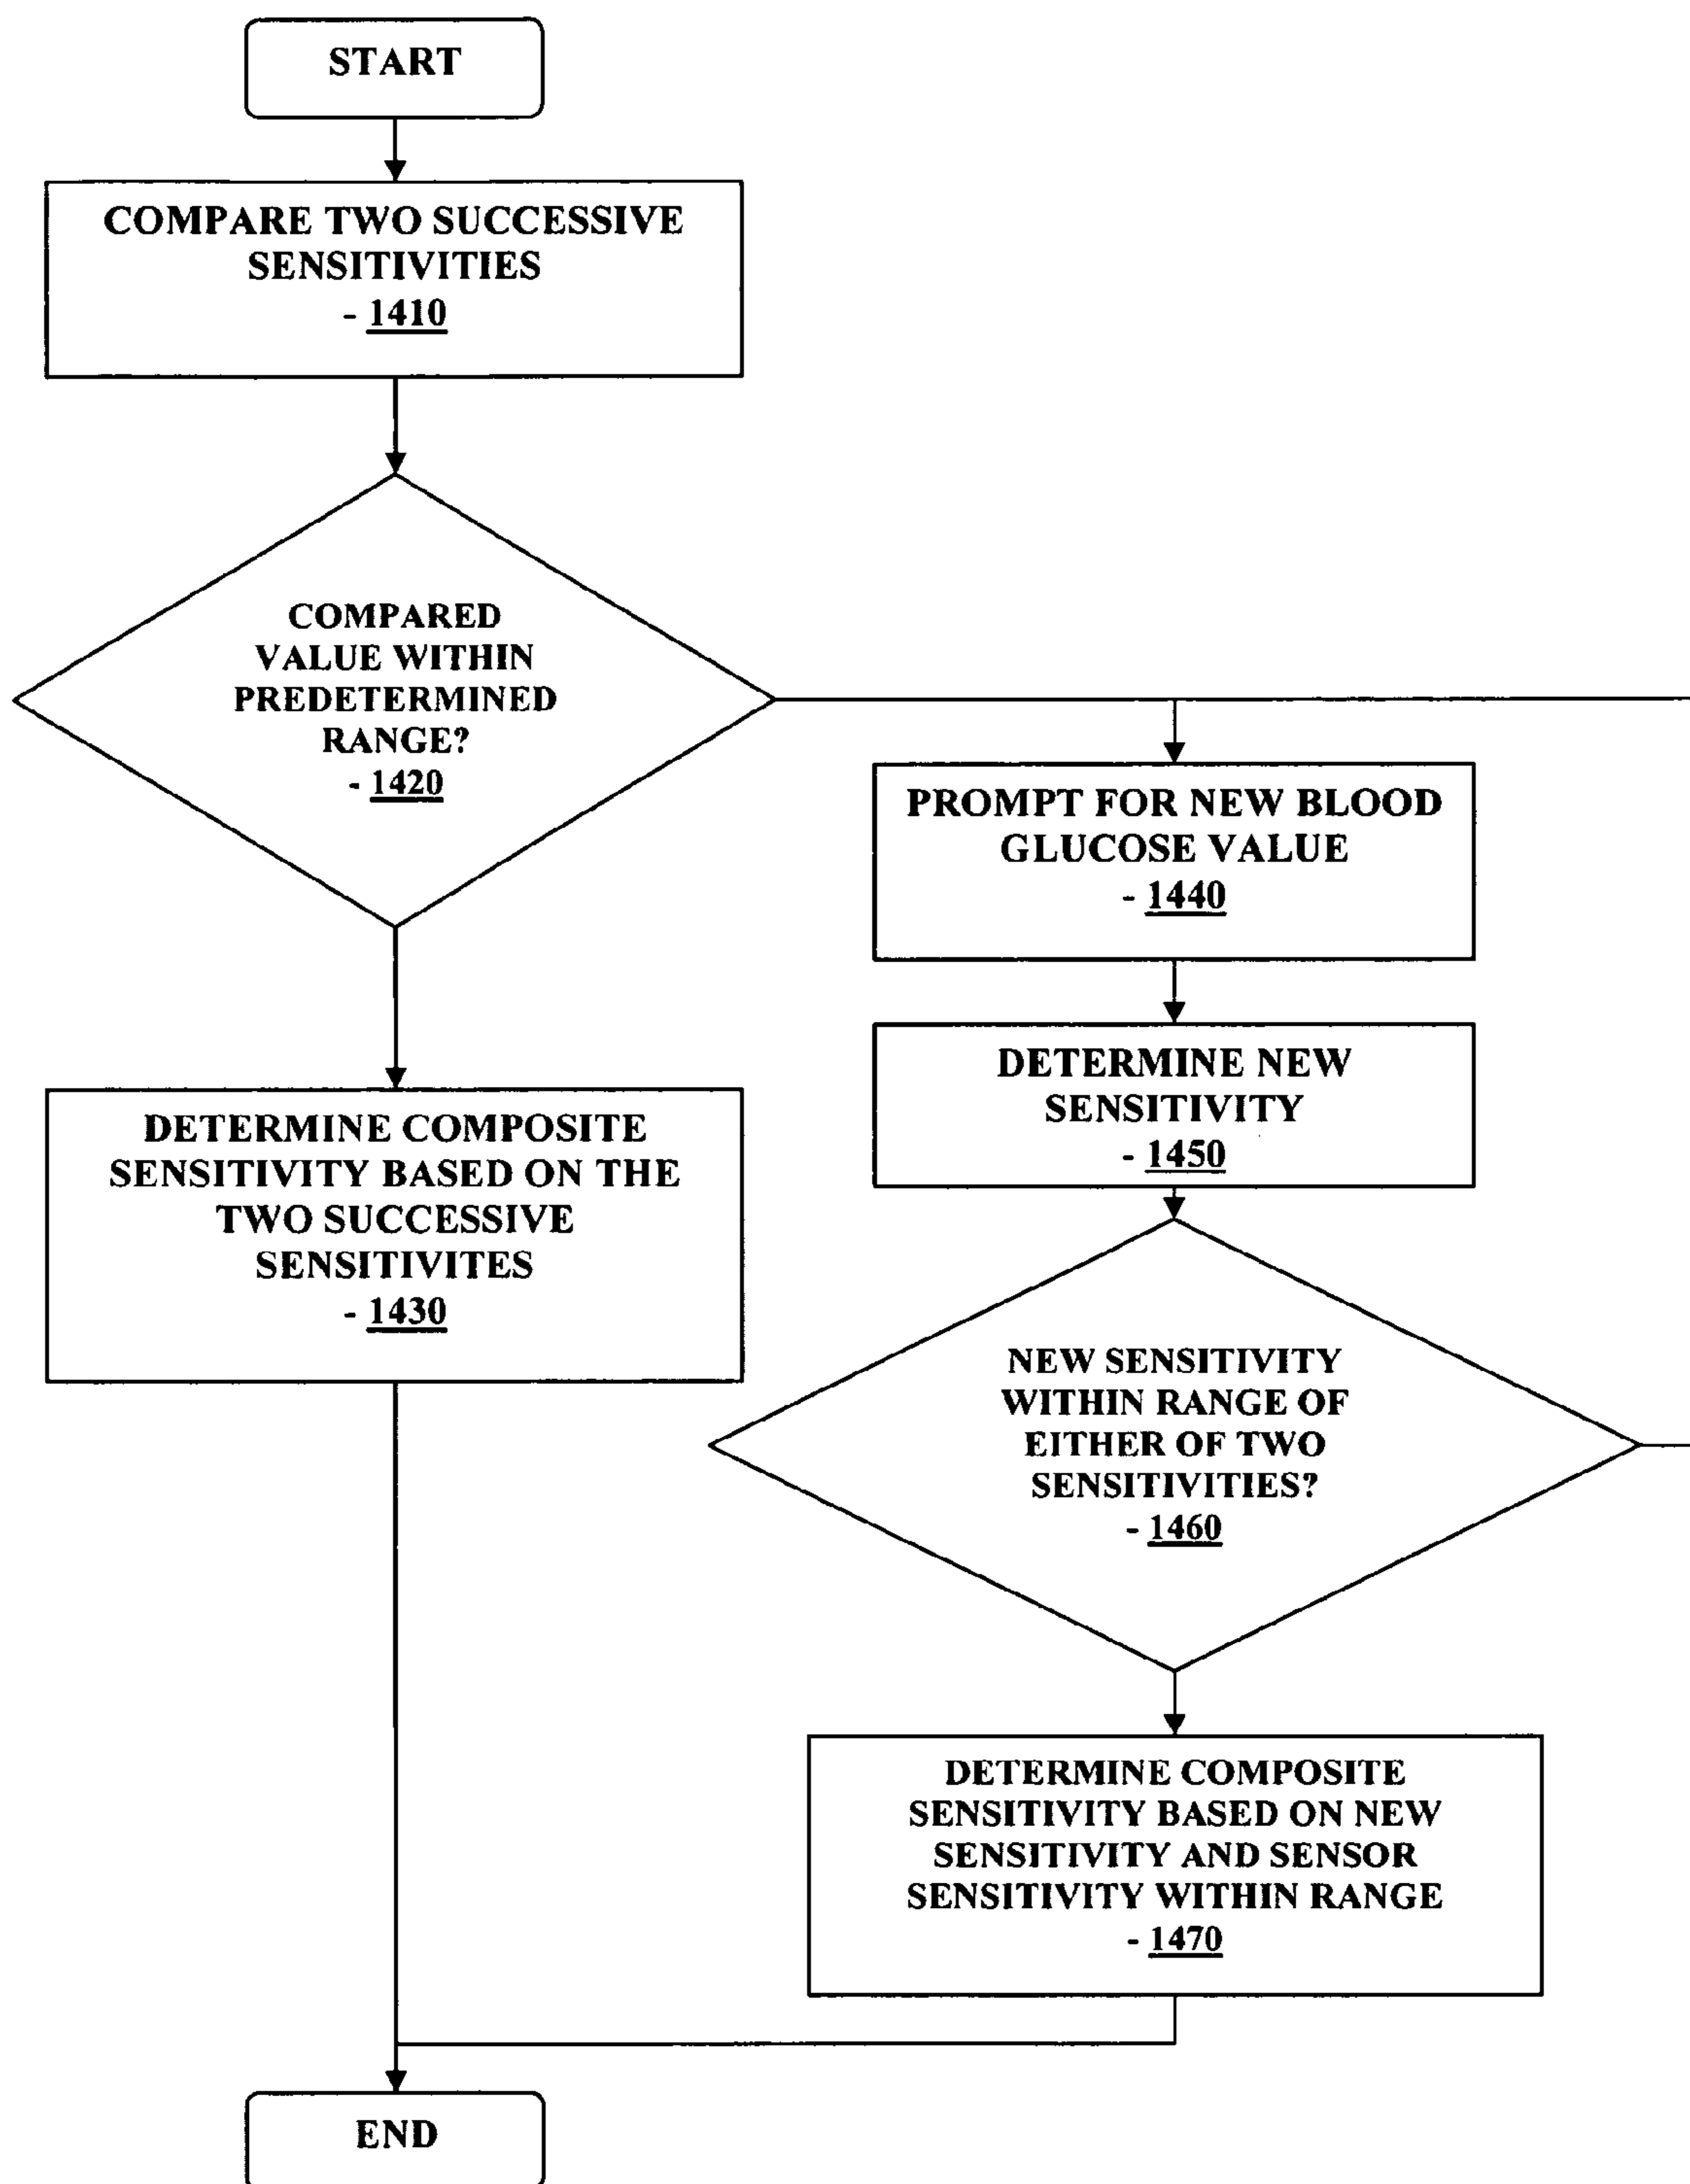 START
COMPARE TWO SUCCESSIVE
SENSITIVITIES
- 1410
COMPARED
VALUE WITHIN
PREDETERMINED
RANGE?
- 1420
PROMPT FOR NEW BLOOD
GLUCOSE VALUE
- 1440
DETERMINE NEW
SENSITIVITY
- 1450
DETERMINE COMPOSITE
SENSITIVITY BASED ON THE
TWO SUCCESSIVE
SENSITIVITES
- 1430
NEW SENSITIVITY
WITHIN RANGE OF
EITHER OF TWO
SENSITIVITIES?
- 1460
DETERMINE COMPOSITE
SENSITIVITY BASED ON NEW
SENSITIVITY AND SENSOR
SENSITIVITY WITHIN RANGE
- 1470
END